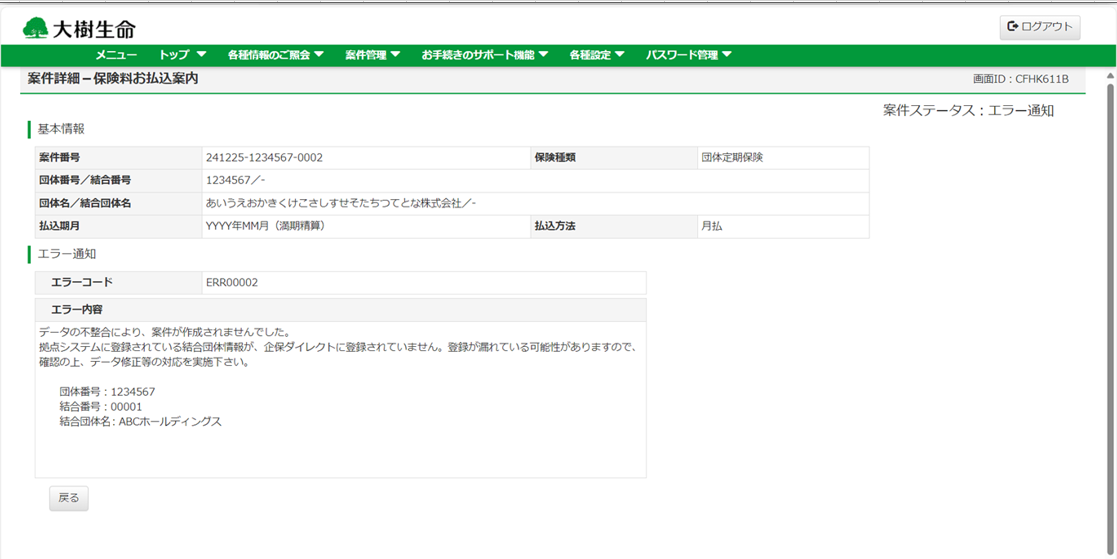 大樹生命
ログアウト
メニュー トップ ▼ 各種情報のご照会 ▼ 案件管理 ▼ お手続きのサポート機能 ▼ 各種設定 ▼ パスワード管理 ▼
案件詳細－保険料お払込案内 画面ID：CFHK611B
案件ステータス：エラー通知
基本情報
案件番号 241225-1234567-0002 保険種類 団体定期保険
団体番号／結合番号 1234567／-
団体名／結合団体名 あいうえおかきくけこさしすせそたちつてとな株式会社／-
払込期月 YYYY年MM月（満期精算） 払込方法 月払
エラー通知
エラーコード ERR00002
エラー内容
データの不整合により、案件が作成されませんでした。
拠点システムに登録されている結合団体情報が、企保ダイレクトに登録されていません。登録が漏れている可能性がありますので、
確認の上、データ修正等の対応を実施下さい。
団体番号：1234567
結合番号：00001
結合団体名：ABCホールディングス
戻る